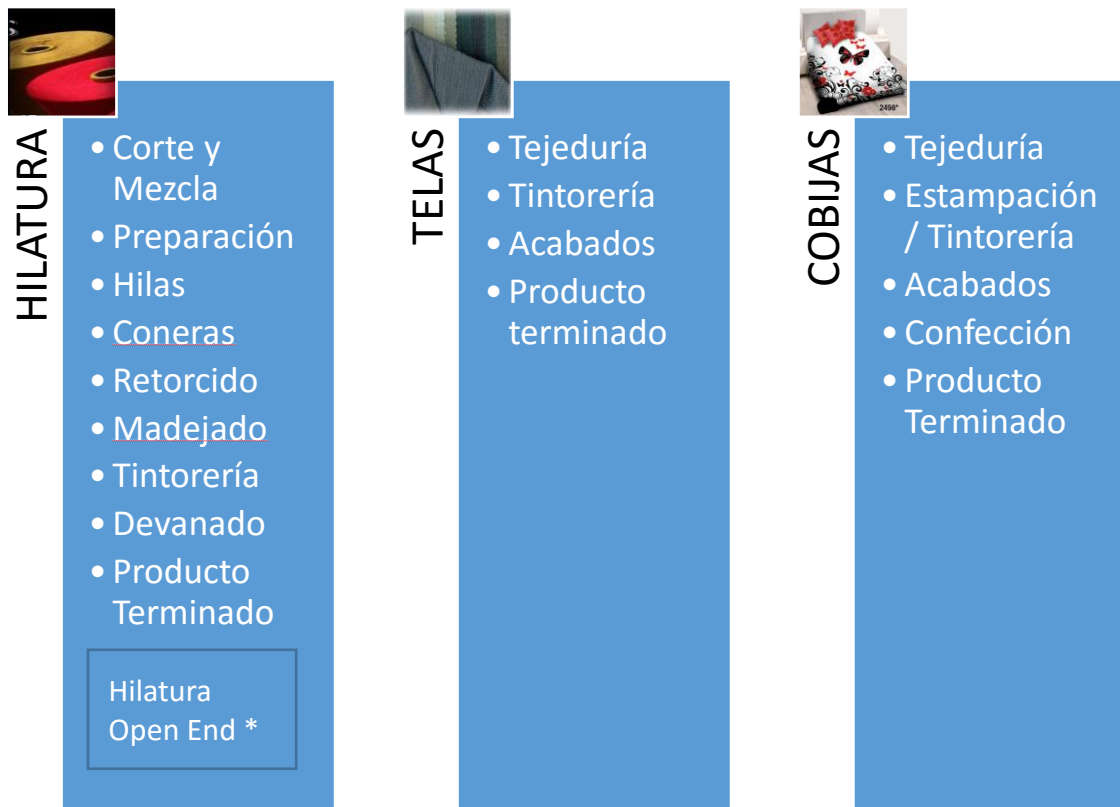 HILATURA
• Corte y
Mezcla
• Preparación
• Hilas
• Coneras
• Retorcido
• Madejado
• Tintorería
• Devanado
• Producto
Terminado
Hilatura
Open End *
TELAS
• Tejeduría
• Tintorería
• Acabados
• Producto
terminado
2498*
COBIJAS
• Tejeduría
• Estampación
/ Tintorería
• Acabados
• Confección
• Producto
Terminado